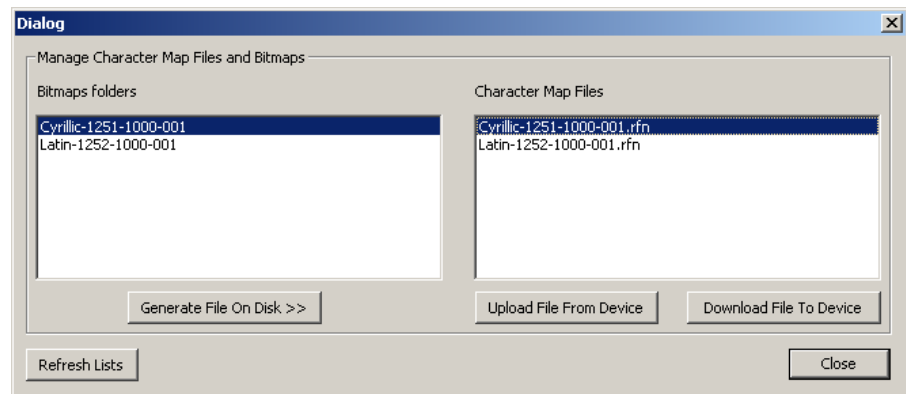 Dialog
Manage Character Map Files and Bitmaps
Bitmaps folders
Character Map Files
Cyrillic-1251-1000-001
Latin-1252-1000-001
Cyrillic-1251-1000-001.rfn
Latin-1252-1000-001.rfn
Generate File On Disk >>
Upload File From Device
Download File To Device
Refresh Lists
Close